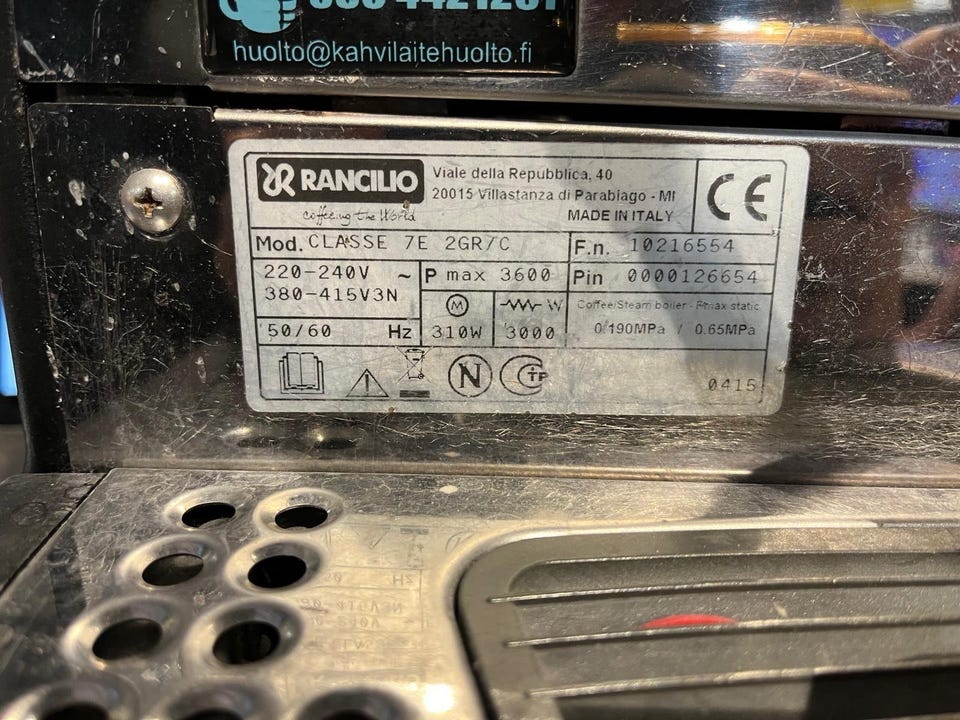 huolto@kahvilaitehuolto.fi
RANCILIO
coffeeing the World
Viale della Repubblica, 40
20015 Villastanza di Parabiago - MI
MADE IN ITALY
CE
Mod. CLASSE 7E 2GR/C
F.n. 10216554
220-240V ~
380-415V3N
P max 3600
Pin 0000126654
M
W
Coffee/Steam boiler - Pmax static
50/60 Hz
310W
3000
0.190MPa / 0.65MPa
N
CTP
0415